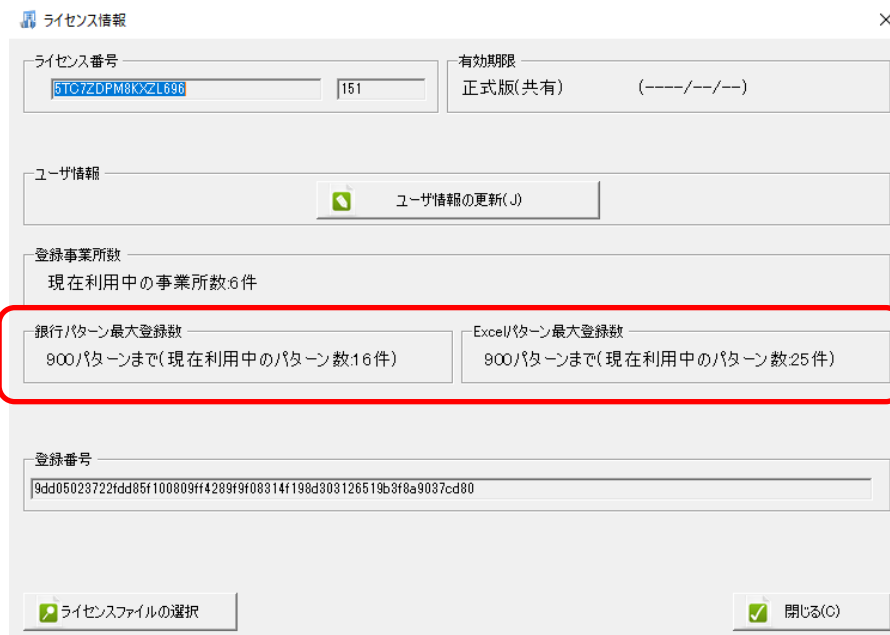 ライセンス情報
ライセンス番号
5TC7ZDPM8KXZL696 151
有効期限
正式版(共有) (----/--/--)
ユーザ情報
ユーザ情報の更新(J)
登録事業所数
現在利用中の事業所数:6件
銀行パターン最大登録数
900パターンまで(現在利用中のパターン数:16件)
Excelパターン最大登録数
900パターンまで(現在利用中のパターン数:25件)
登録番号
9dd05023722fdd85f100809ff4289f9f08314f198d303126519b3f8a9037cd80
ライセンスファイルの選択
閉じる(C)